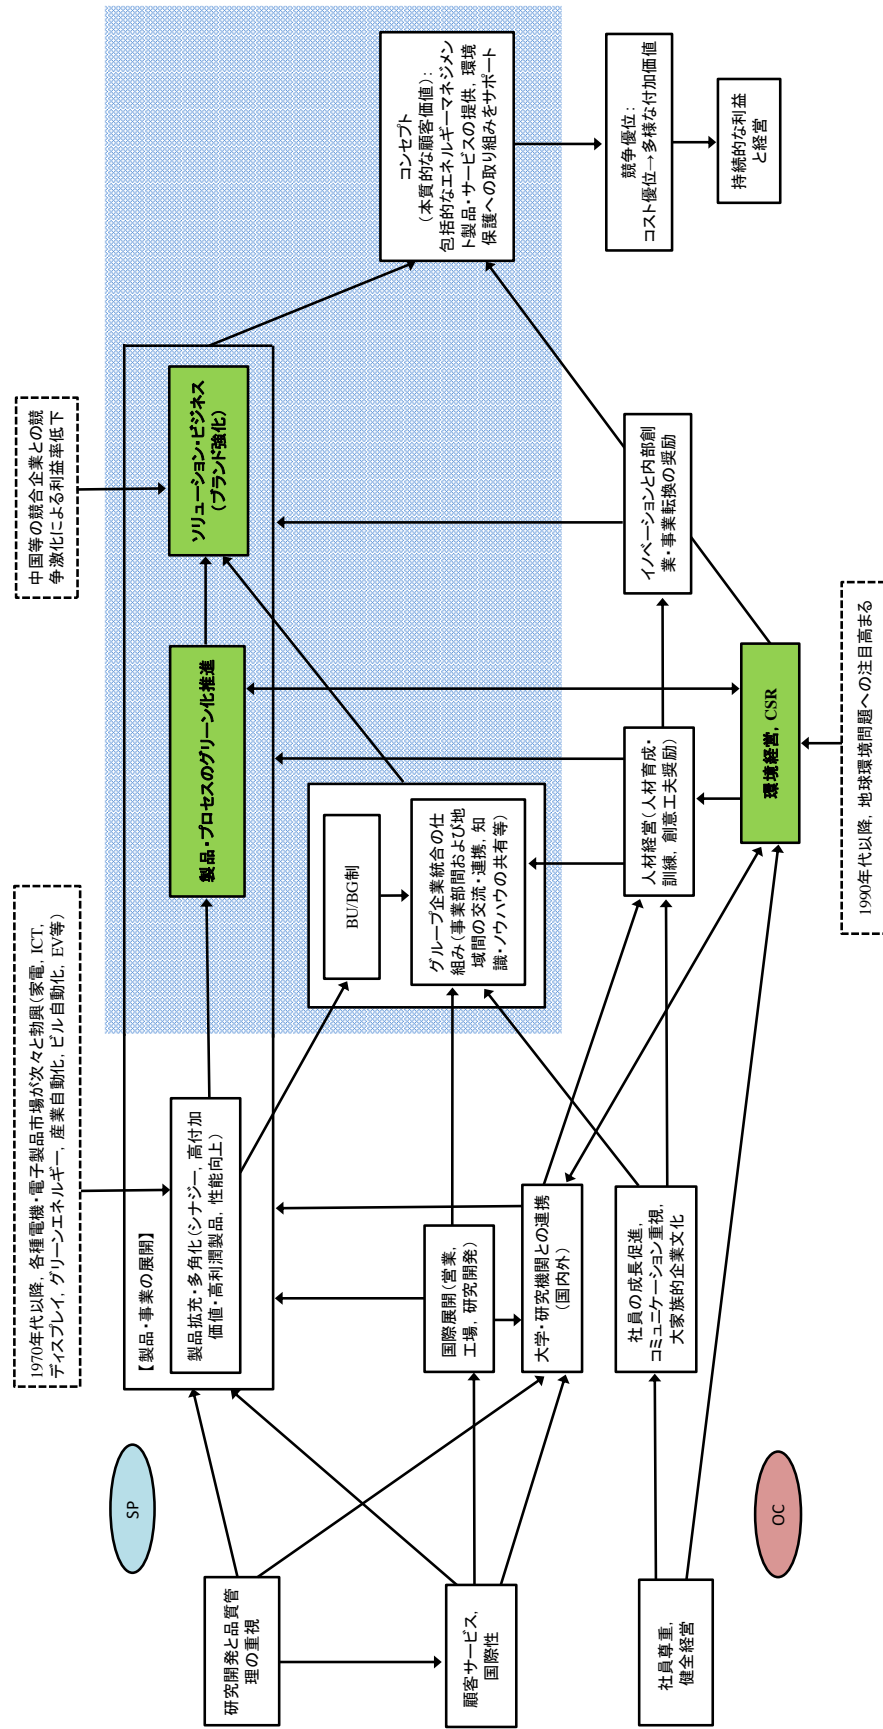 1970年代以降，各種電機・電子製品市場が次々と勃興（家電，ICT，
ディスプレイ，グリーンエネルギー，産業自動化，ビル自動化，EV等）
中国等の競合企業との競
争激化による利益率低下
SP
【製品・事業の展開】
製品拡充・多角化（シナジー，高付加
価値・高利潤製品，性能向上）
製品・プロセスのグリーン化推進
ソリューション・ビジネス
（ブランド強化）
研究開発と品質管
理の重視
BU/BG制
グループ企業統合の仕
組み（事業部間および地
域間の交流・連携，知
識・ノウハウの共有等）
コンセプト
（本質的な顧客価値）：
包括的なエネルギーマネジメン
ト製品・サービスの提供，環境
保護への取り組みをサポート
顧客サービス，
国際性
国際展開（営業，
工場，研究開発）
大学・研究機関との連携
（国内外）
競争優位：
コスト優位→多様な付加価値
社員尊重，
健全経営
社員の成長促進，
コミュニケーション重視，
大家族的企業文化
人材経営（人材育成・
訓練，創意工夫奨励）
イノベーションと内部創
業・事業転換の奨励
持続的な利益
と経営
OC
環境経営，CSR
1990年代以降，地球環境問題への注目高まる